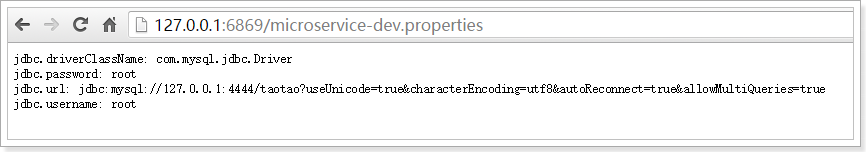 127.0.0.1:6869/microservice-dev.properties
jdbc.driverClassName: com.mysql.jdbc.Driver
jdbc.password: root
jdbc.url: jdbc:mysql://127.0.0.1:4444/taotao?useUnicode=true&characterEncoding=utf8&autoReconnect=true&allowMultiQueries=true
jdbc.username: root